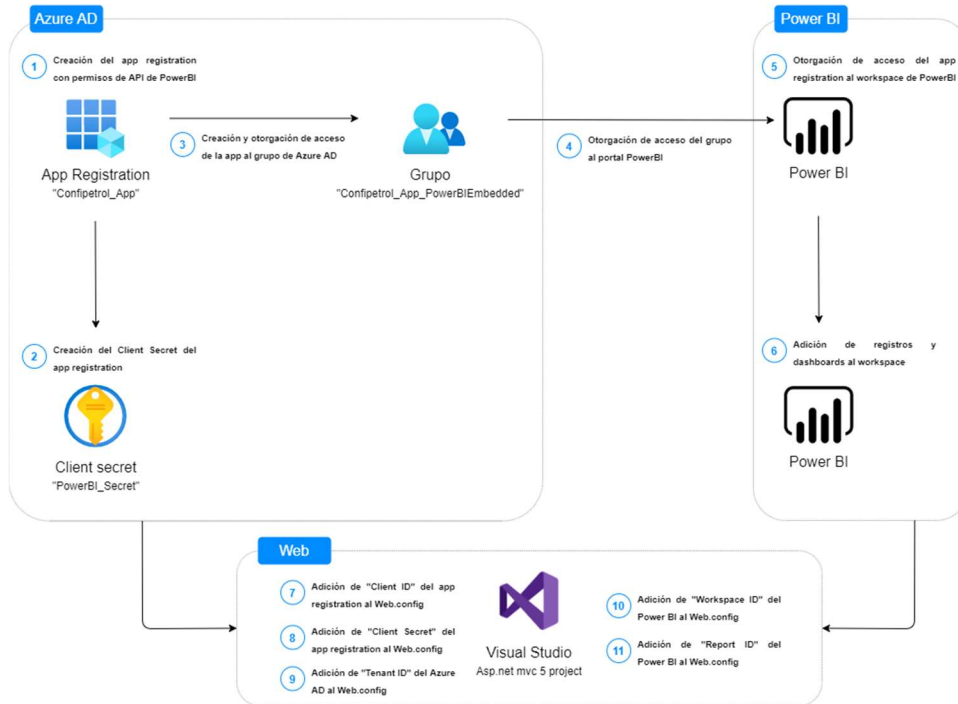 Azure AD
1
Creación del app registration
con permisos de API de PowerBI
App Registration
"Confipetrol_App"
3
Creación y otorgación de acceso
de la app al grupo de Azure AD
Grupo
"Confipetrol_App_PowerBIEmbedded"
2
Creación del Client Secret del
app registration
Client secret
"PowerBI_Secret"
4
Otorgación de acceso del grupo
al portal PowerBI
Power BI
5
Otorgación de acceso del app
registration al workspace de PowerBI
Power BI
6
Adición de registros y
dashboards al workspace
Power BI
Web
7
Adición de "Client ID" del app
registration al Web.config
8
Adición de "Client Secret" del
app registration al Web.config
9
Adición de "Tenant ID" del Azure
AD al Web.config
Visual Studio
Asp.net mvc 5 project
10
Adición de "Workspace ID" del
Power BI al Web.config
11
Adición de "Report ID" del
Power BI al Web.config